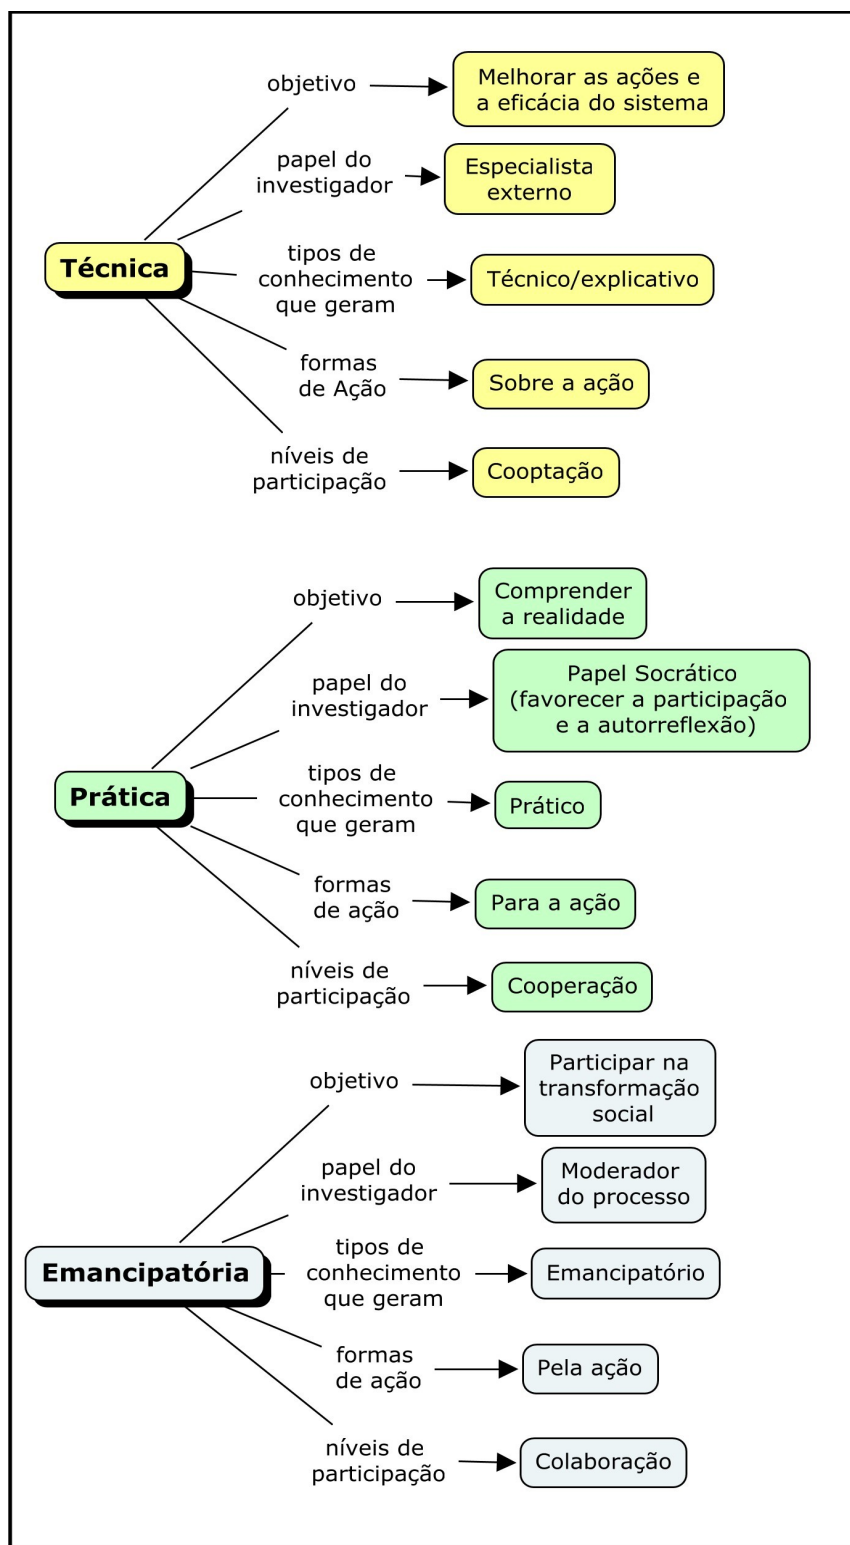 objetivo
Melhorar as ações e
a eficácia do sistema
papel do
investigador
Especialista
externo
Técnica
tipos de
conhecimento
que geram
Técnico/explicativo
formas
de Ação
Sobre a ação
níveis de
participação
Cooptação
objetivo
Comprender
a realidade
papel do
investigador
Papel Socrático
(favorecer a participação
e a autorreflexão)
Prática
tipos de
conhecimento
que geram
Prático
formas
de ação
Para a ação
níveis de
participação
Cooperação
objetivo
Participar na
transformação
social
papel do
investigador
Moderador
do processo
Emancipatória
tipos de
conhecimento
que geram
Emancipatório
formas
de ação
Pela ação
níveis de
participação
Colaboração